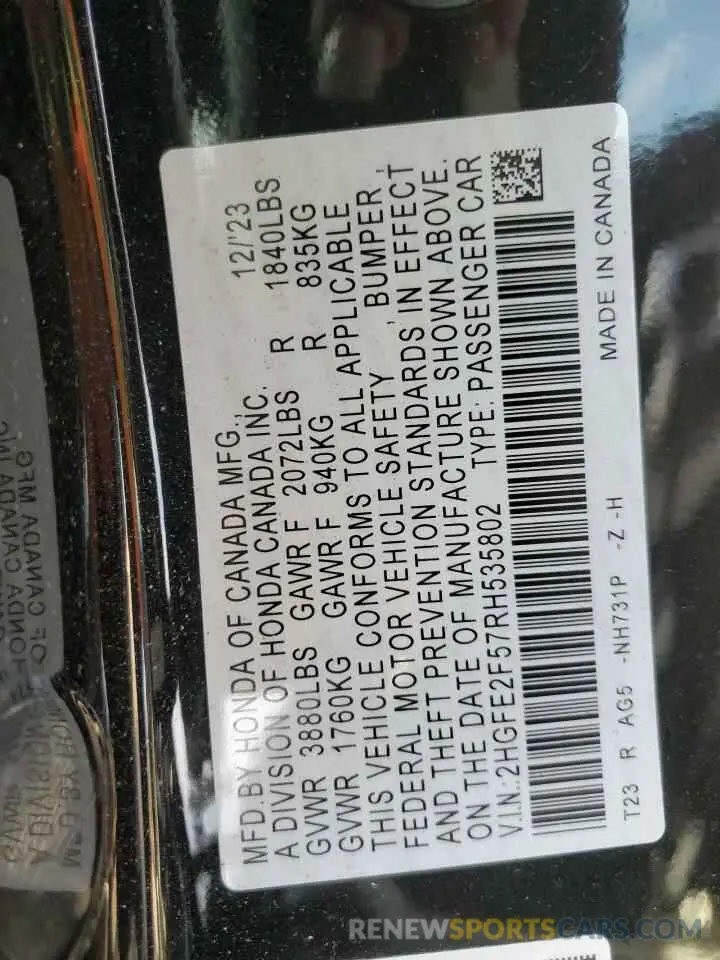 MFD.BY HONDA OF CANADA MFG., 12/'23
A DIVISION OF HONDA CANADA INC.
GVWR 3880LBS GAWR F 2072LBS R 1840LBS
GVWR 1760KG GAWR F 940KG R 835KG
THIS VEHICLE CONFORMS TO ALL APPLICABLE
FEDERAL MOTOR VEHICLE SAFETY , BUMPER ,
AND THEFT PREVENTION STANDARDS IN EFFECT
ON THE DATE OF MANUFACTURE SHOWN ABOVE.
V.I.N.:2HGFE2F57RH535802 TYPE:PASSENGER CAR
T23 R AG5 -NH731P -Z -H
MADE IN CANADA
RENEWSPORTSCARS.COM